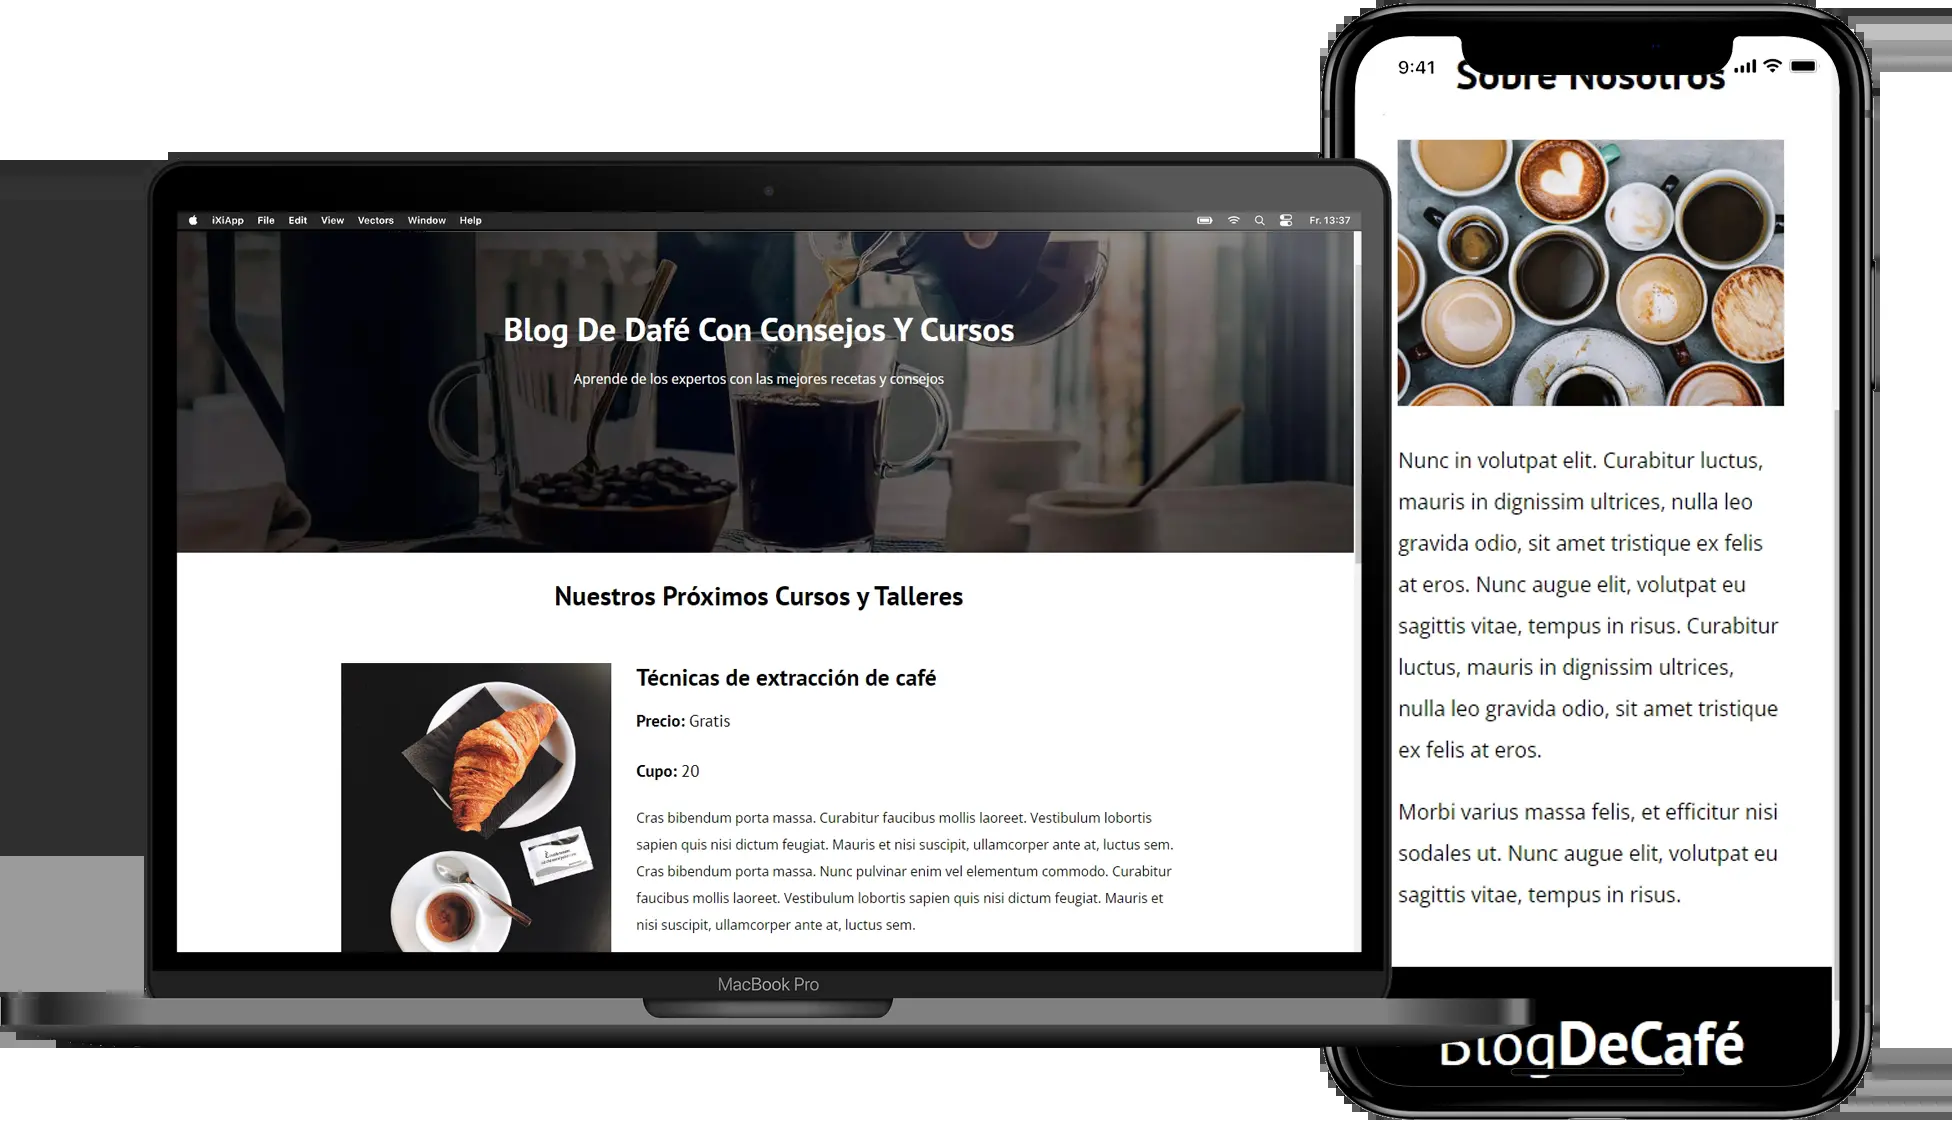 iXiApp File Edit View Vectors Window Help Fr. 13:37
Blog De Dafé Con Consejos Y Cursos
Aprende de los expertos con las mejores recetas y consejos
Nuestros Próximos Cursos y Talleres
Técnicas de extracción de café
Precio: Gratis
Cupo: 20
Cras bibendum porta massa. Curabitur faucibus mollis laoreet. Vestibulum lobortis
sapien quis nisi dictum feugiat. Mauris et nisi suscipit, ullamcorper ante at, luctus sem.
Cras bibendum porta massa. Nunc pulvinar enim vel elementum commodo. Curabitur
faucibus mollis laoreet. Vestibulum lobortis sapien quis nisi dictum feugiat. Mauris et
nisi suscipit, ullamcorper ante at, luctus sem.
MacBook Pro
9:41
Sobre Nosotros
Nunc in volutpat elit. Curabitur luctus,
mauris in dignissim ultrices, nulla leo
gravida odio, sit amet tristique ex felis
at eros. Nunc augue elit, volutpat eu
sagittis vitae, tempus in risus. Curabitur
luctus, mauris in dignissim ultrices,
nulla leo gravida odio, sit amet tristique
ex felis at eros.
Morbi varius massa felis, et efficitur nisi
sodales ut. Nunc augue elit, volutpat eu
sagittis vitae, tempus in risus.
BlogDeCafé